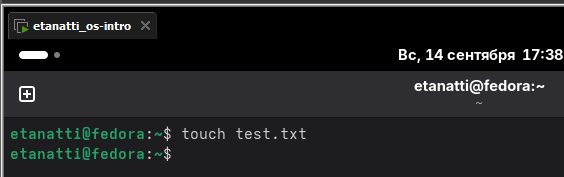 etanatti_os-intro
Вс, 14 сентября 17:38
etanatti@fedora:~
~
etanatti@fedora:~$ touch test.txt
etanatti@fedora:~$